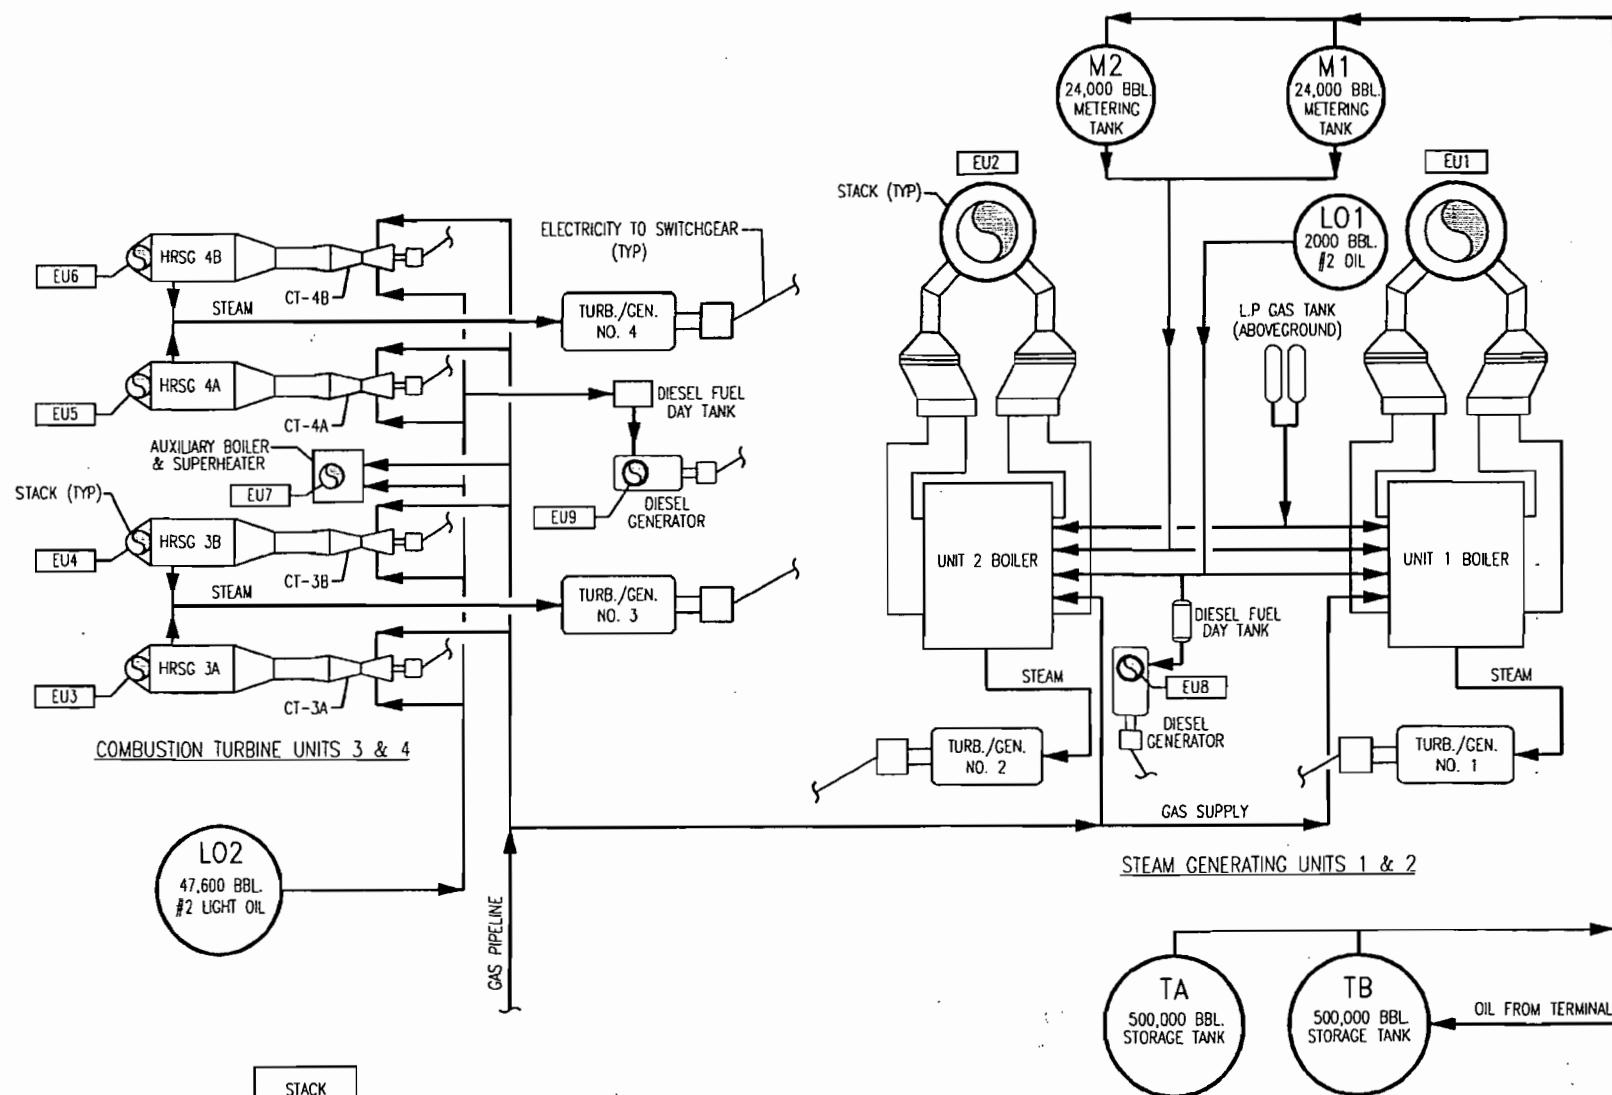 M2
24,000 BBL.
METERING
TANK
M1
24,000 BBL.
METERING
TANK
EU2
EU1
STACK (TYP)
LO1
2000 BBL.
#2 OIL
ELECTRICITY TO SWITCHGEAR
(TYP)
HRSG 4B
EU6
CT-4B
STEAM
TURB./GEN.
NO. 4
L.P GAS TANK
(ABOVEGROUND)
HRSG 4A
EU5
CT-4A
DIESEL FUEL
DAY TANK
AUXILIARY BOILER
& SUPERHEATER
EU7
STACK (TYP)
EU9
DIESEL
GENERATOR
HRSG 3B
EU4
CT-3B
STEAM
TURB./GEN.
NO. 3
UNIT 2 BOILER
UNIT 1 BOILER
DIESEL FUEL
DAY TANK
HRSG 3A
EU3
CT-3A
STEAM
EU8
STEAM
DIESEL
GENERATOR
COMBUSTION TURBINE UNITS 3 & 4
TURB./GEN.
NO. 2
TURB./GEN.
NO. 1
GAS SUPPLY
LO2
47,600 BBL.
#2 LIGHT OIL
STEAM GENERATING UNITS 1 & 2
GAS PIPELINE
TA
500,000 BBL.
STORAGE TANK
TB
500,000 BBL.
STORAGE TANK
OIL FROM TERMINAL
STACK